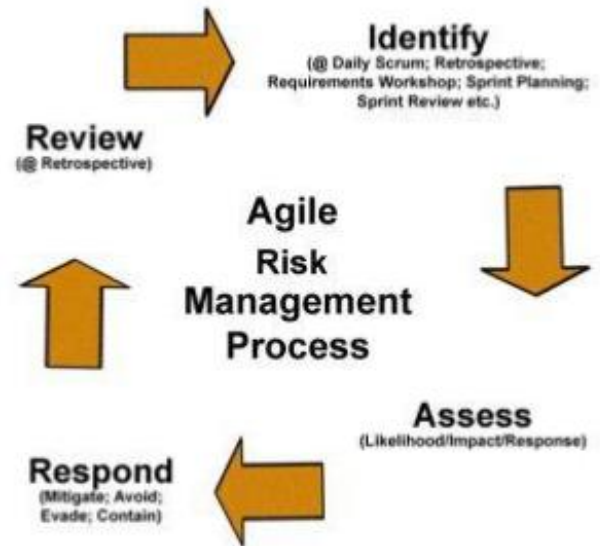 Identify
(@ Daily Scrum; Retrospective;
Requirements Workshop; Sprint Planning;
Sprint Review etc.)
Review
(@ Retrospective)
Agile
Risk
Management
Process
Assess
(Likelihood/Impact/Response)
Respond
(Mitigate; Avoid;
Evade; Contain)